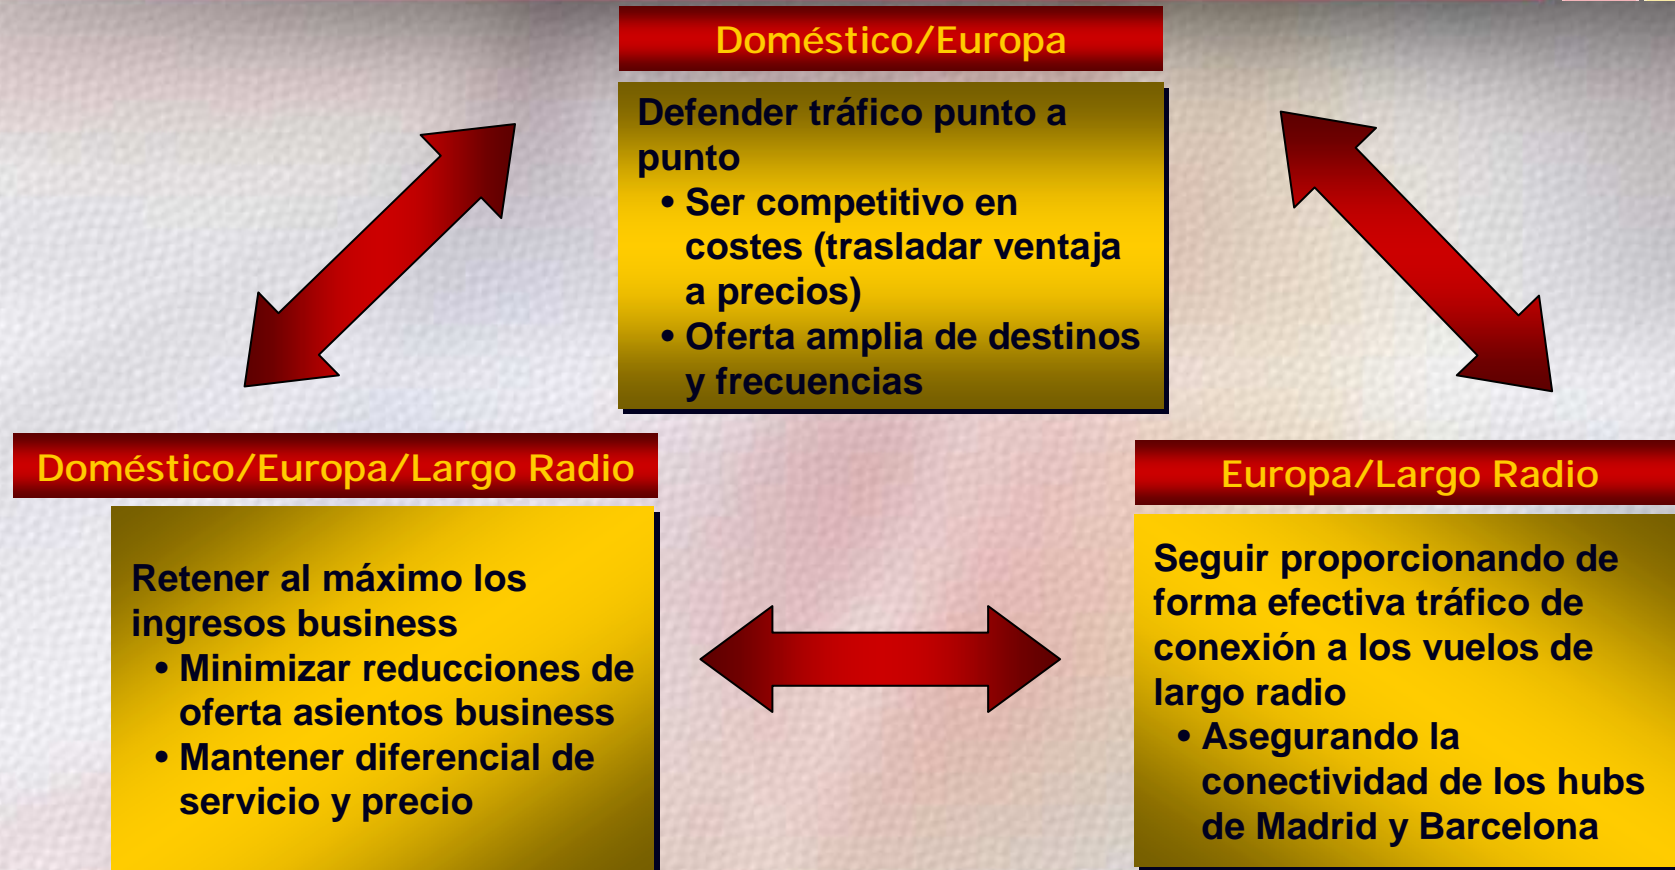 Doméstico/Europa
Defender tráfico punto a
punto
• Ser competitivo en
costes (trasladar ventaja
a precios)
• Oferta amplia de destinos
y frecuencias
Doméstico/Europa/Largo Radio
Retener al máximo los
ingresos business
• Minimizar reducciones de
oferta asientos business
• Mantener diferencial de
servicio y precio
Europa/Largo Radio
Seguir proporcionando de
forma efectiva tráfico de
conexión a los vuelos de
largo radio
• Asegurando la
conectividad de los hubs
de Madrid y Barcelona